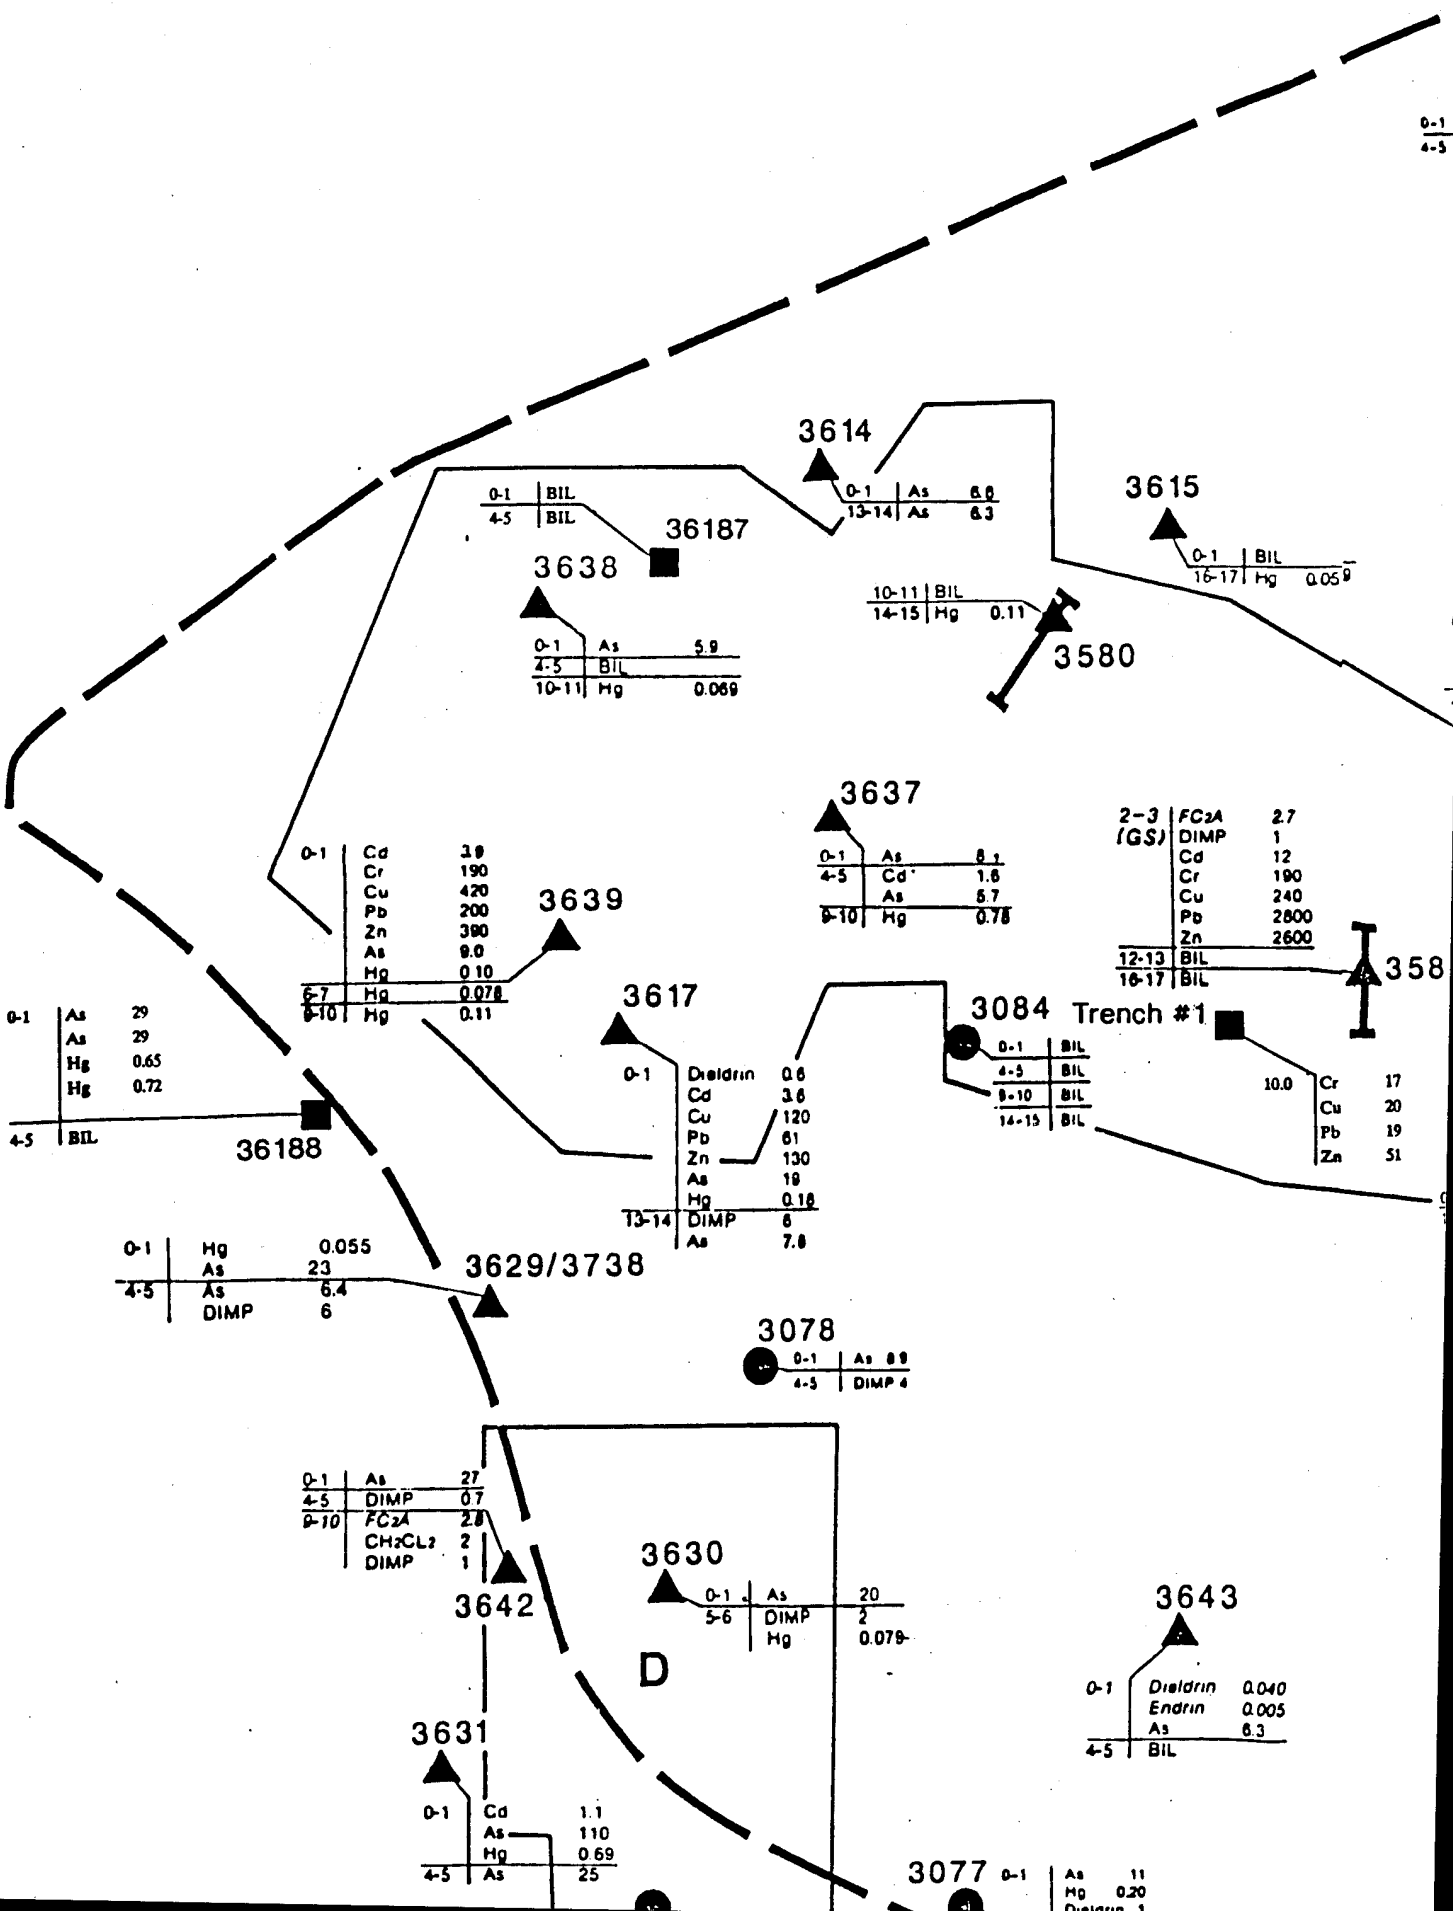 0-1
4-5
3614
0-1 As 6.6
13-14 As 6.3
3615
0-1 BIL
16-17 Hg 0.059
0-1 BIL
4-5 BIL
36187
3638
0-1 As 5.9
4-5 BIL
10-11 Hg 0.069
10-11 BIL
14-15 Hg 0.11
3580
3637
0-1 As
4-5 Cd 1.6
As 5.7
9-10 Hg 0.78
2-3 FC2A 2.7
(GS) DIMP 1
Cd 12
Cr 190
Cu 240
Pb 2800
Zn 2600
12-13 BIL
16-17 BIL
358
0-1 Cd 3.9
Cr 190
Cu 420
Pb 200
Zn 390
As 9.0
Hg 0.10
6-7 Hg 0.078
9-10 Hg 0.11
3639
3617
0-1 Dieldrin 0.6
Cd 3.6
Cu 120
Pb 61
Zn 130
As 19
Hg 0.18
13-14 DIMP 6
As 7.8
3084
0-1 BIL
4-5 BIL
9-10 BIL
14-15 BIL
Trench #1
10.0 Cr 17
Cu 20
Pb 19
Zn 51
0-1 As 29
As 29
Hg 0.65
Hg 0.72
4-5 BIL
36188
0-1 Hg 0.055
As 23
4-5 As 6.4
DIMP 6
3629/3738
3078
0-1 As 8.9
4-5 DIMP 4
0-1 As 27
4-5 DIMP 0.7
9-10 FC2A 2.8
CH2CL2 2
DIMP 1
3642
3630
0-1 As 20
5-6 DIMP 2
Hg 0.079
D
3643
0-1 Dieldrin 0.040
Endrin 0.005
As 6.3
4-5 BIL
3631
0-1 Cd 1.1
As 110
Hg 0.69
4-5 As 25
3077
0-1 As 11
Hg 0.20
Dieldrin 1